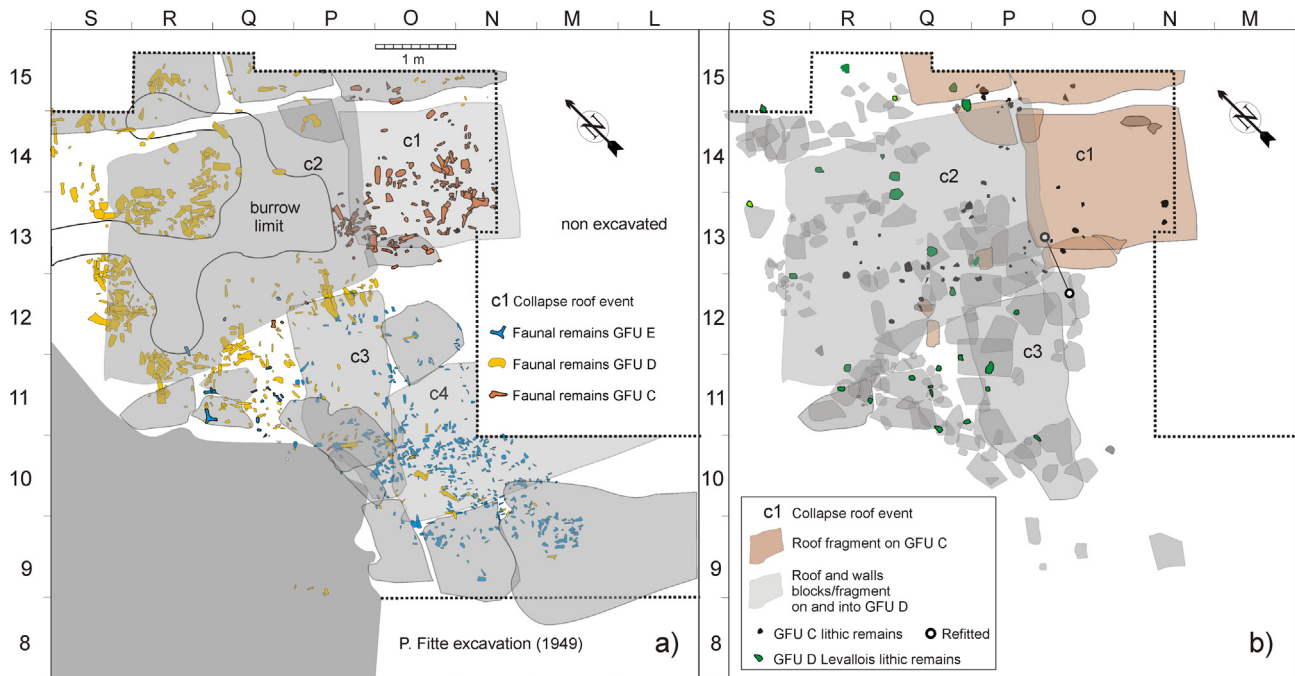 S R Q P O N M L
1 m
15
14
13
12
11
10
9
8
N
c1
c2
burrow
limit
non excavated
c1 Collapse roof event
Faunal remains GFU E
Faunal remains GFU D
Faunal remains GFU C
c3
c4
P. Fitte excavation (1949)
a)
S R Q P O N M
15
14
13
12
11
10
9
8
N
c1
c2
c3
c1 Collapse roof event
Roof fragment on GFU C
Roof and walls
blocks/fragment
on and into GFU D
GFU C lithic remains Refitted
GFU D Levallois lithic remains
b)